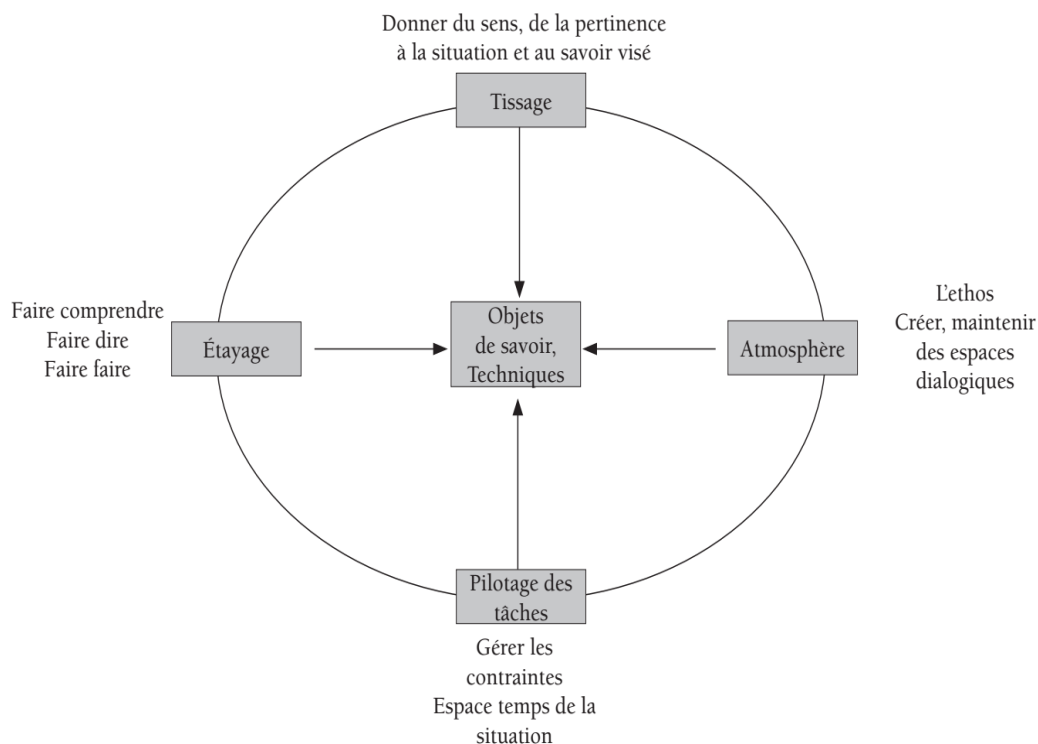 Donner du sens, de la pertinence
à la situation et au savoir visé
Tissage
Faire comprendre
Faire dire
Faire faire
Étayage
Objets
de savoir,
Techniques
Atmosphère
L'ethos
Créer, maintenir
des espaces
dialogiques
Pilotage des
tâches
Gérer les
contraintes
Espace temps de la
situation